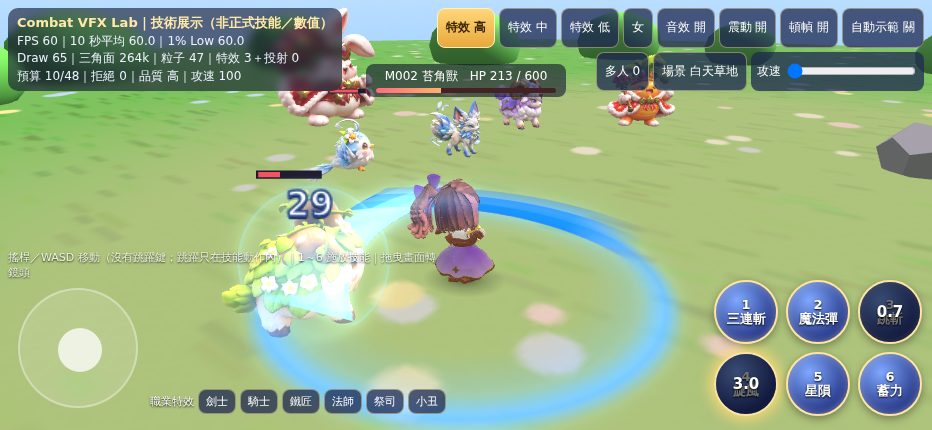 Combat VFX Lab｜技術展示（非正式技能／數值）
FPS 60｜10 秒平均 60.0｜1% Low 60.0
Draw 65｜三角面 264k｜粒子 47｜特效 3＋投射 0
預算 10/48｜拒絕 0｜品質 高｜攻速 100
特效 高
特效 中
特效 低
女
音效 開
震動 開
頓幀 開
自動示範 關
多人 0
場景 白天草地
攻速
M002 苔角獸 HP 213 / 600
29
搖桿／WASD 移動（沒有跳躍鍵；跳躍只在技能動作內）｜1～6 施放技能｜拖曳畫面轉
鏡頭
1
三連斬
2
魔法彈
3
0.7
跳斬
4
3.0
旋風
5
星隕
6
蓄力
職業特效
劍士
騎士
鐵匠
法師
祭司
小丑